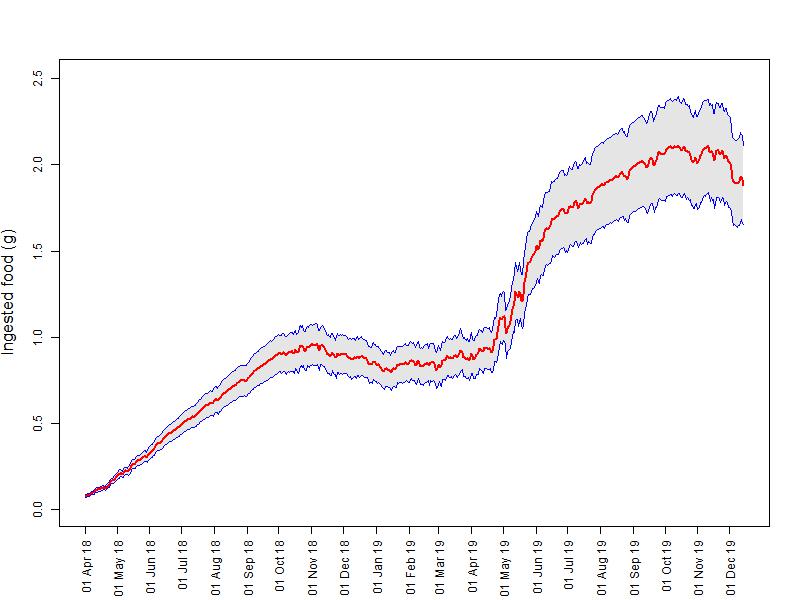 Ingested food (g)
2.5
2.0
1.5
1.0
0.5
0.0
01 Apr 18
01 May 18
01 Jun 18
01 Jul 18
01 Aug 18
01 Sep 18
01 Oct 18
01 Nov 18
01 Dec 18
01 Jan 19
01 Feb 19
01 Mar 19
01 Apr 19
01 May 19
01 Jun 19
01 Jul 19
01 Aug 19
01 Sep 19
01 Oct 19
01 Nov 19
01 Dec 19